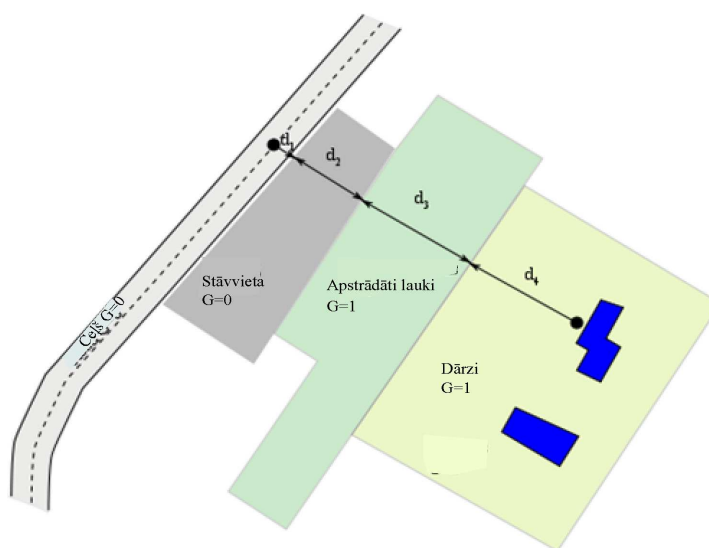 d₁
d₂
d₃
d₄
Stāvvieta
G=0
Apstrādāti lauki
G=1
Ceļš G=0
Dārzi
G=1